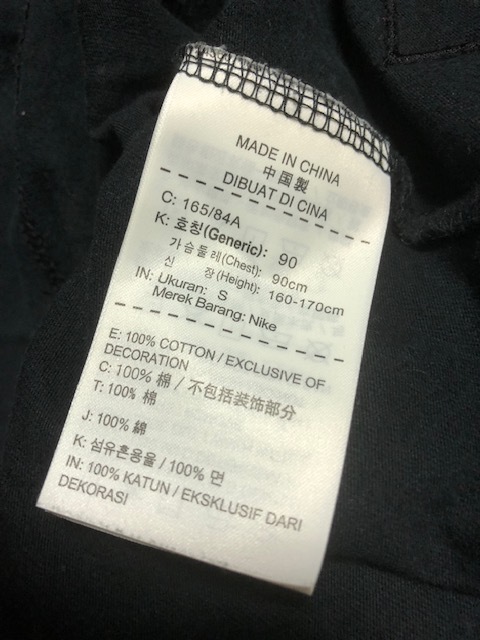 MADE IN CHINA
中国製
DIBUAT DI CINA
C: 165/84A
K: 호칭(Generic): 90
가슴둘레(Chest): 90cm
신 장(Height): 160-170cm
IN: Ukuran: S
Merek Barang: Nike
E: 100% COTTON / EXCLUSIVE OF
DECORATION
C: 100% 棉 / 不包括装饰部分
T: 100% 棉
J: 100% 綿
K: 섬유혼용율 / 100% 면
IN: 100% KATUN / EKSKLUSIF DARI
DEKORASI